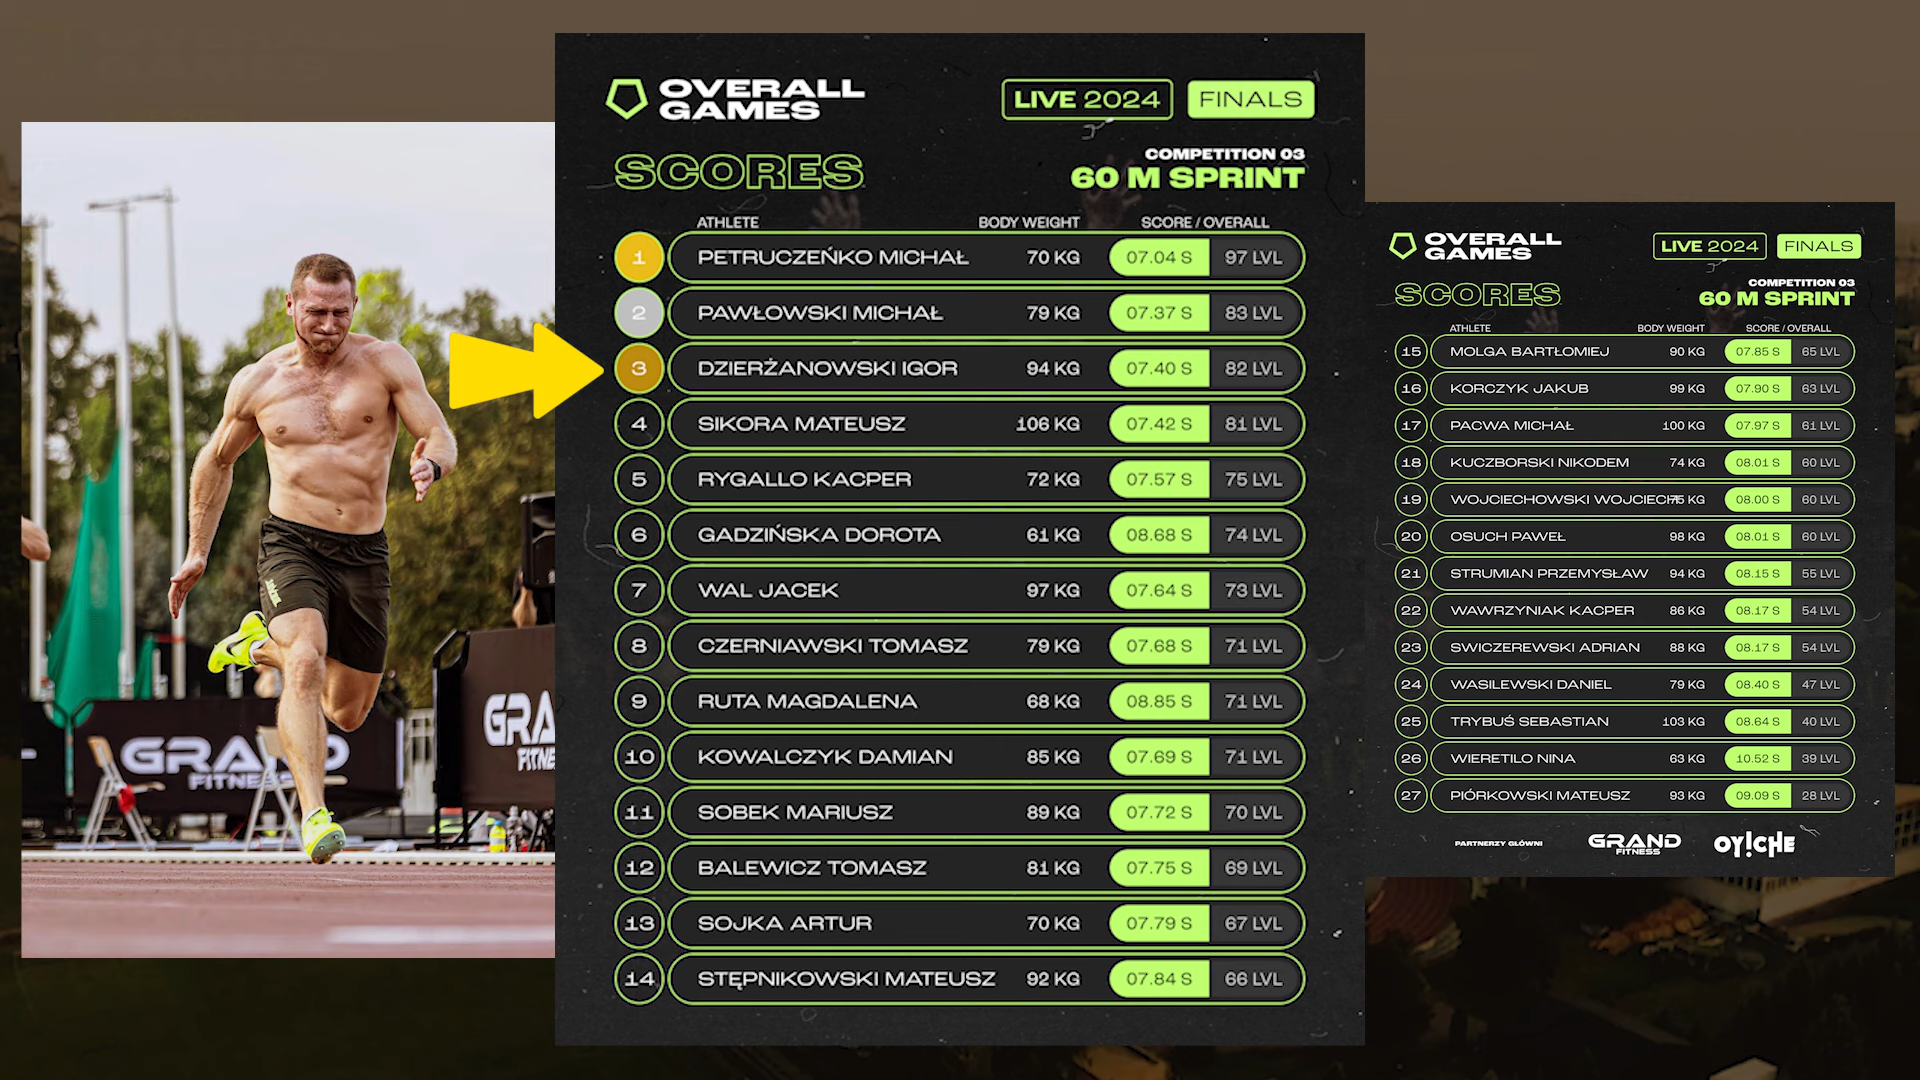 GRAND
FITNESS
GRA
FITNE
OVERALL
GAMES
LIVE 2024
FINALS
SCORES
COMPETITION 03
60 M SPRINT
ATHLETE BODY WEIGHT SCORE / OVERALL
1 PETRUCZEŃKO MICHAŁ 70 KG 07.04 S 97 LVL
2 PAWŁOWSKI MICHAŁ 79 KG 07.37 S 83 LVL
3 DZIERŻANOWSKI IGOR 94 KG 07.40 S 82 LVL
4 SIKORA MATEUSZ 106 KG 07.42 S 81 LVL
5 RYGALLO KACPER 72 KG 07.57 S 75 LVL
6 GADZIŃSKA DOROTA 61 KG 08.68 S 74 LVL
7 WAL JACEK 97 KG 07.64 S 73 LVL
8 CZERNIAWSKI TOMASZ 79 KG 07.68 S 71 LVL
9 RUTA MAGDALENA 68 KG 08.85 S 71 LVL
10 KOWALCZYK DAMIAN 85 KG 07.69 S 71 LVL
11 SOBEK MARIUSZ 89 KG 07.72 S 70 LVL
12 BALEWICZ TOMASZ 81 KG 07.75 S 69 LVL
13 SOJKA ARTUR 70 KG 07.79 S 67 LVL
14 STĘPNIKOWSKI MATEUSZ 92 KG 07.84 S 66 LVL
OVERALL
GAMES
LIVE 2024
FINALS
SCORES
COMPETITION 03
60 M SPRINT
ATHLETE BODY WEIGHT SCORE / OVERALL
15 MOLGA BARTŁOMIEJ 90 KG 07.85 S 65 LVL
16 KORCZYK JAKUB 99 KG 07.90 S 63 LVL
17 PACWA MICHAŁ 100 KG 07.97 S 61 LVL
18 KUCZBORSKI NIKODEM 74 KG 08.01 S 60 LVL
19 WOJCIECHOWSKI WOJCIECH 75 KG 08.00 S 60 LVL
20 OSUCH PAWEŁ 98 KG 08.01 S 60 LVL
21 STRUMIAN PRZEMYSŁAW 94 KG 08.15 S 55 LVL
22 WAWRZYNIAK KACPER 86 KG 08.17 S 54 LVL
23 SWICZEREWSKI ADRIAN 88 KG 08.17 S 54 LVL
24 WASILEWSKI DANIEL 79 KG 08.40 S 47 LVL
25 TRYBUŚ SEBASTIAN 103 KG 08.64 S 40 LVL
26 WIERETILO NINA 63 KG 10.52 S 39 LVL
27 PIÓRKOWSKI MATEUSZ 93 KG 09.09 S 28 LVL
PARTNERZY GŁÓWNI
GRAND
FITNESS
OY!CHE